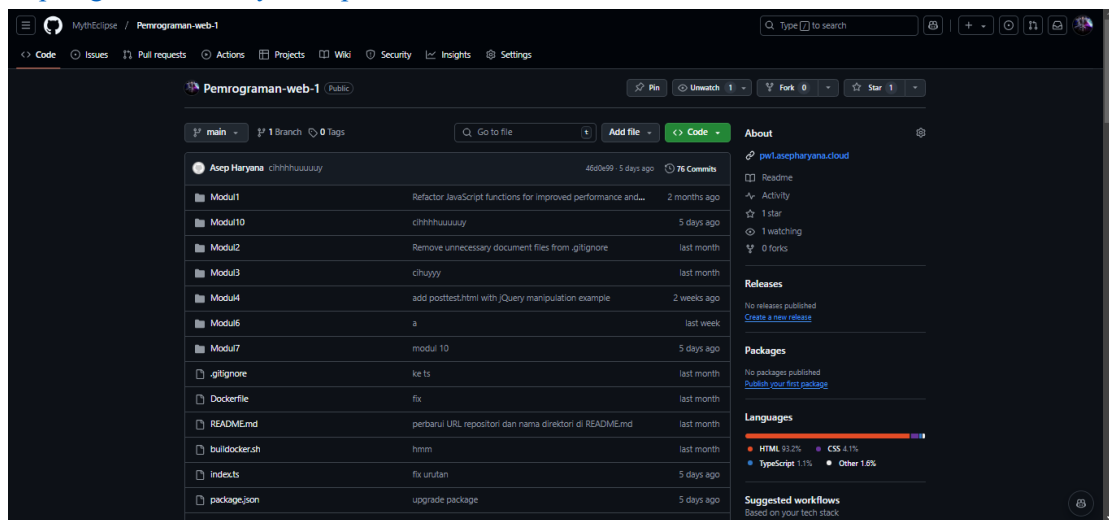 MythEclipse / Pemrograman-web-1
Type / to search
Code Issues Pull requests Actions Projects Wiki Security Insights Settings
Pemrograman-web-1 Public
Pin Unwatch 1 Fork 0 Star 1
main 1 Branch 0 Tags
Go to file t Add file Code
Asep Haryana cihhhhuuuuuy 46d0e99 · 5 days ago 76 Commits
Modul1 Refactor JavaScript functions for improved performance and... 2 months ago
Modul10 cihhhhuuuuuy 5 days ago
Modul2 Remove unnecessary document files from .gitignore last month
Modul3 cihuyyy last month
Modul4 add posttest.html with jQuery manipulation example 2 weeks ago
Modul6 a last week
Modul7 modul 10 5 days ago
.gitignore ke ts last month
Dockerfile fix last month
README.md perbarui URL repositori dan nama direktori di README.md last month
buildocker.sh hmm last month
index.ts fix urutan 5 days ago
package.json upgrade package 5 days ago
About
pw1.asepharyana.cloud
Readme
Activity
1 star
1 watching
0 forks
Releases
No releases published
Create a new release
Packages
No packages published
Publish your first package
Languages
HTML 93.2% CSS 4.1%
TypeScript 1.1% Other 1.6%
Suggested workflows
Based on your tech stack